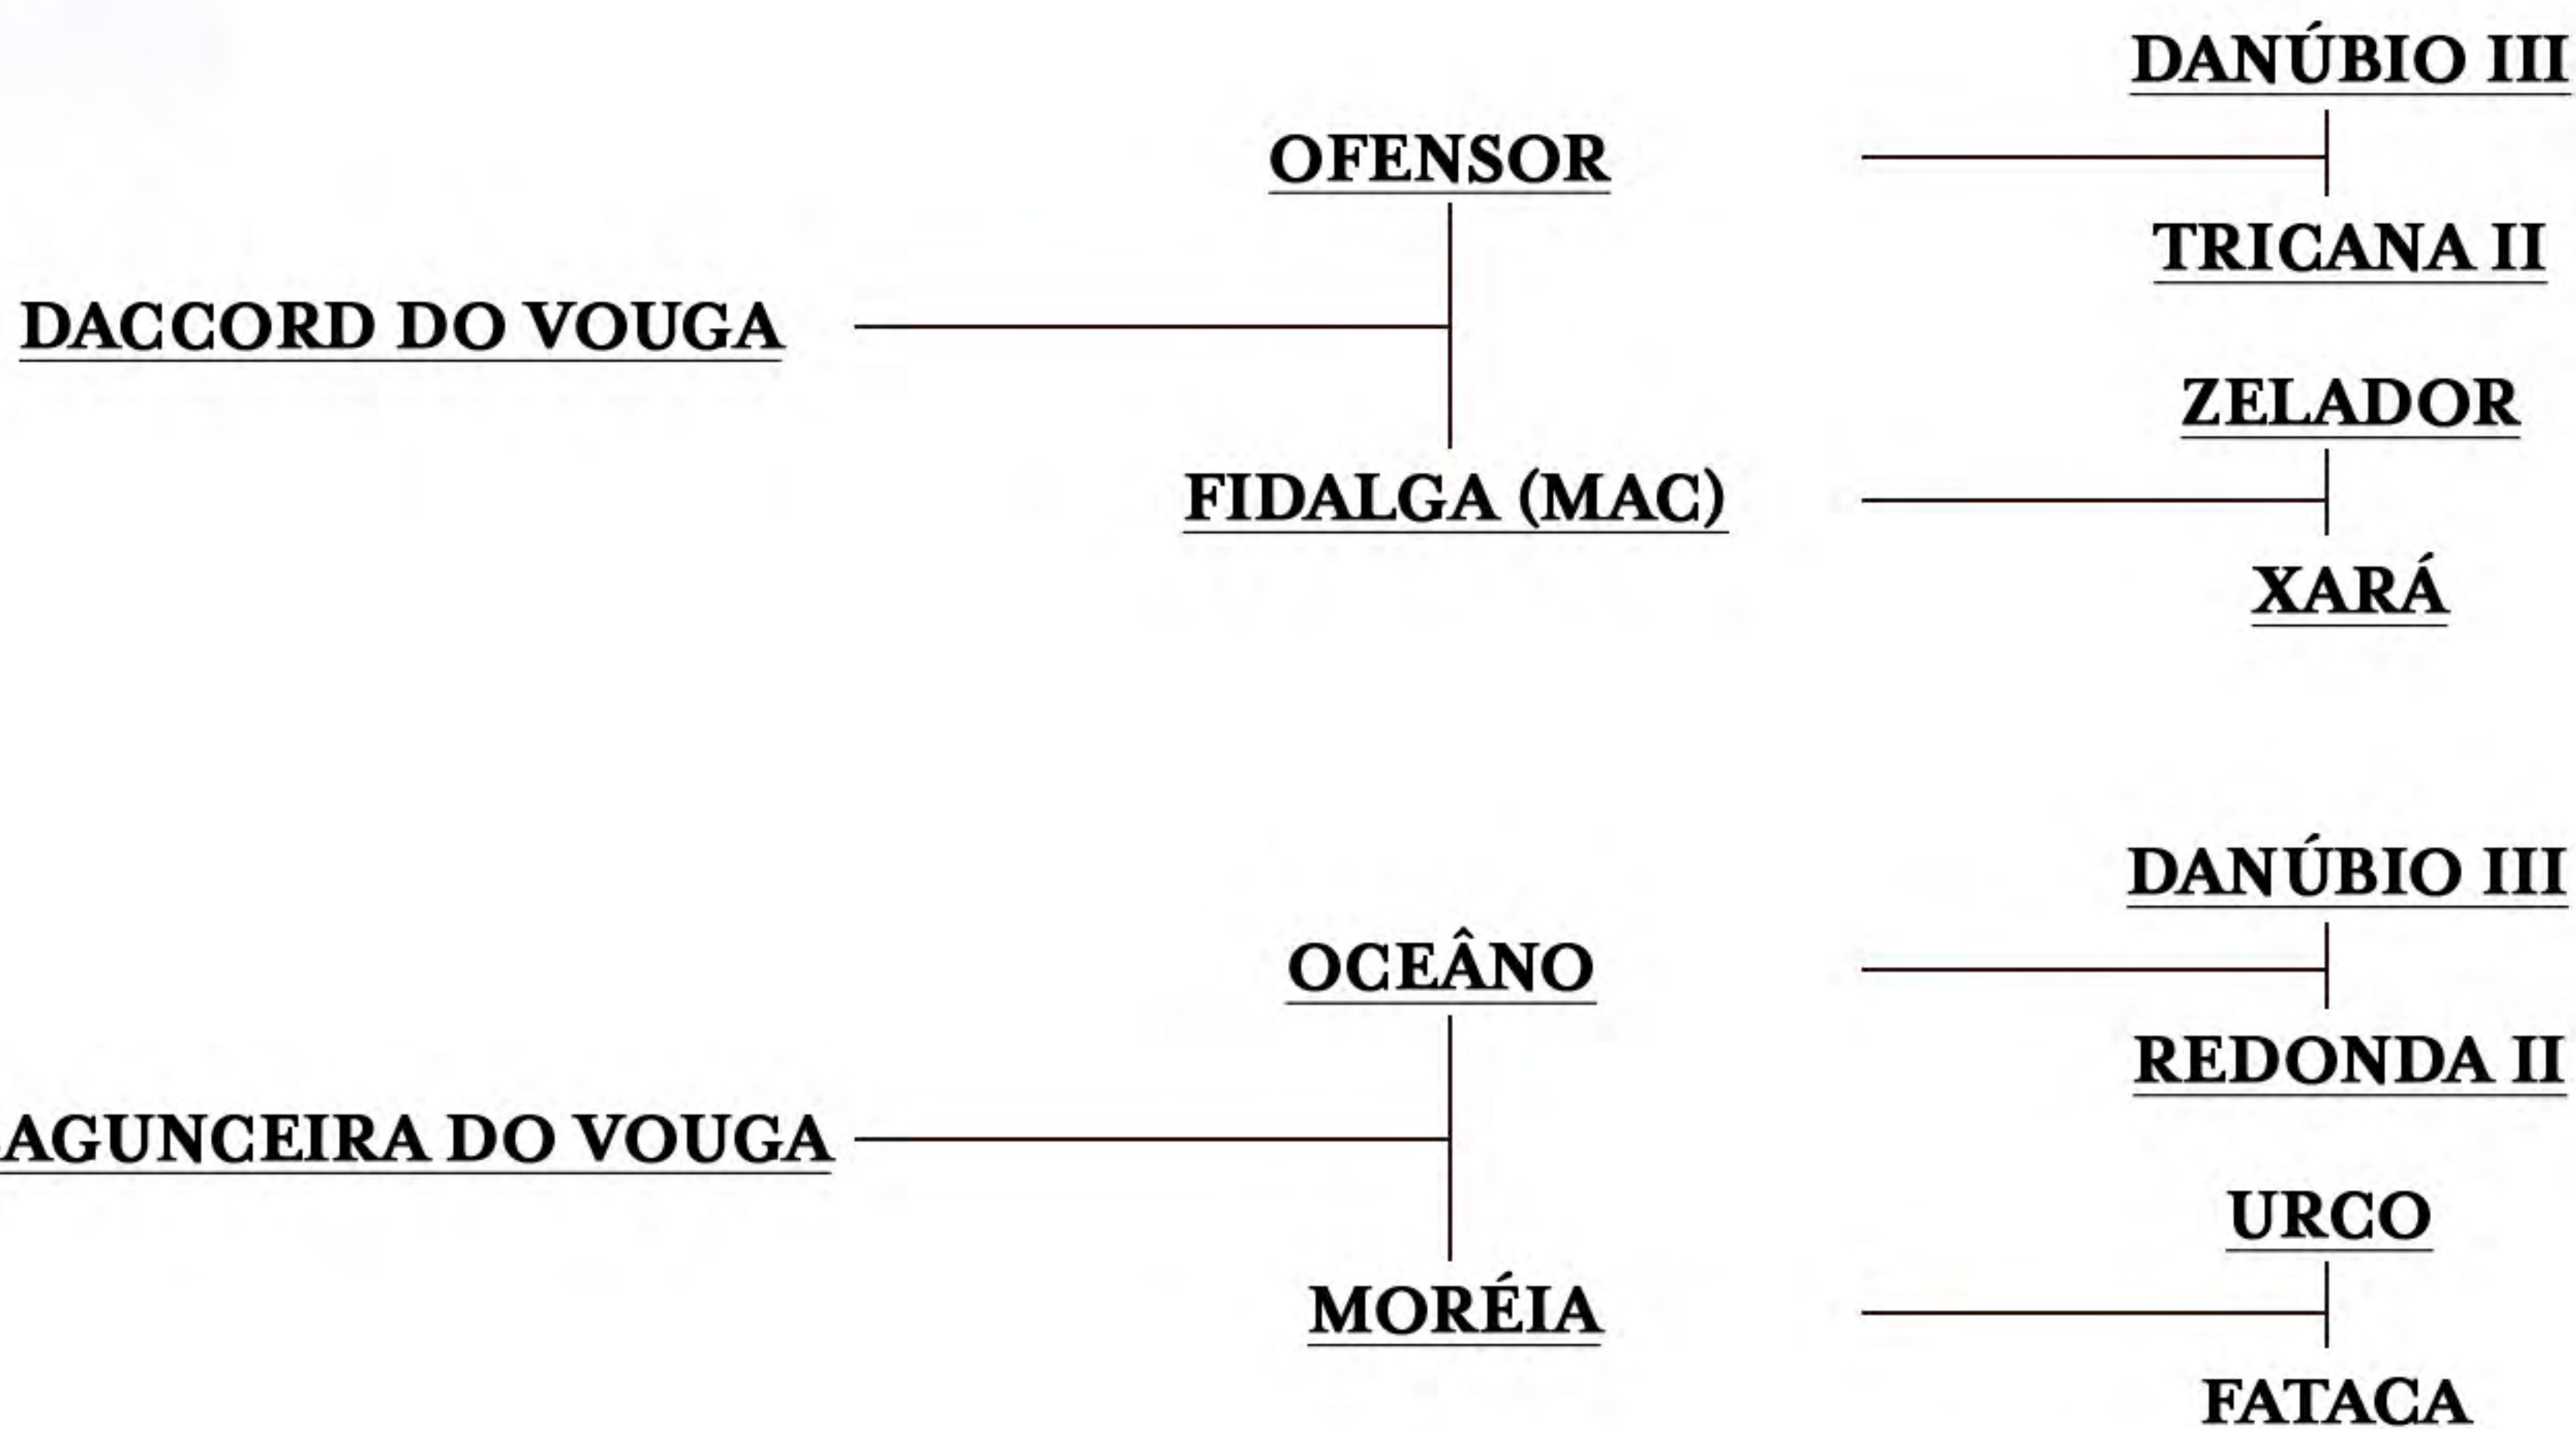 DANÚBIO III
OFENSOR
TRICANA II
DACCORD DO VOUGA
ZELADOR
FIDALGA (MAC)
XARÁ
DANÚBIO III
OCEÂNO
REDONDA II
AGUNCEIRA DO VOUGA
URCO
MORÉIA
FATACA